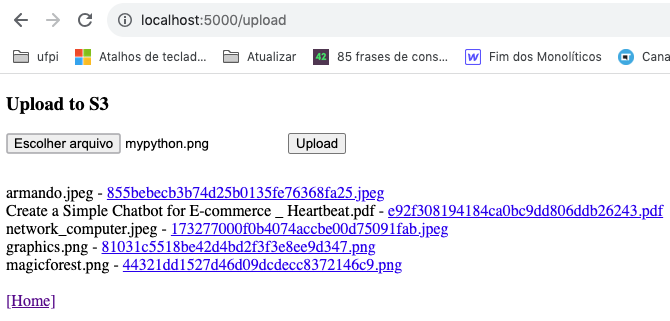 localhost:5000/upload
ufpi Atalhos de teclad... Atualizar 42 85 frases de cons... W Fim dos Monolíticos Cana
Upload to S3
Escolher arquivo mypython.png Upload
armando.jpeg - 855bebecb3b74d25b0135fe76368fa25.jpeg
Create a Simple Chatbot for E-commerce _ Heartbeat.pdf - e92f308194184ca0bc9dd806ddb26243.pdf
network_computer.jpeg - 173277000f0b4074accbe00d75091fab.jpeg
graphics.png - 81031c5518be42d4bd2f3f3e8ee9d347.png
magicforest.png - 44321dd1527d46d09dcdecc8372146c9.png
[Home]